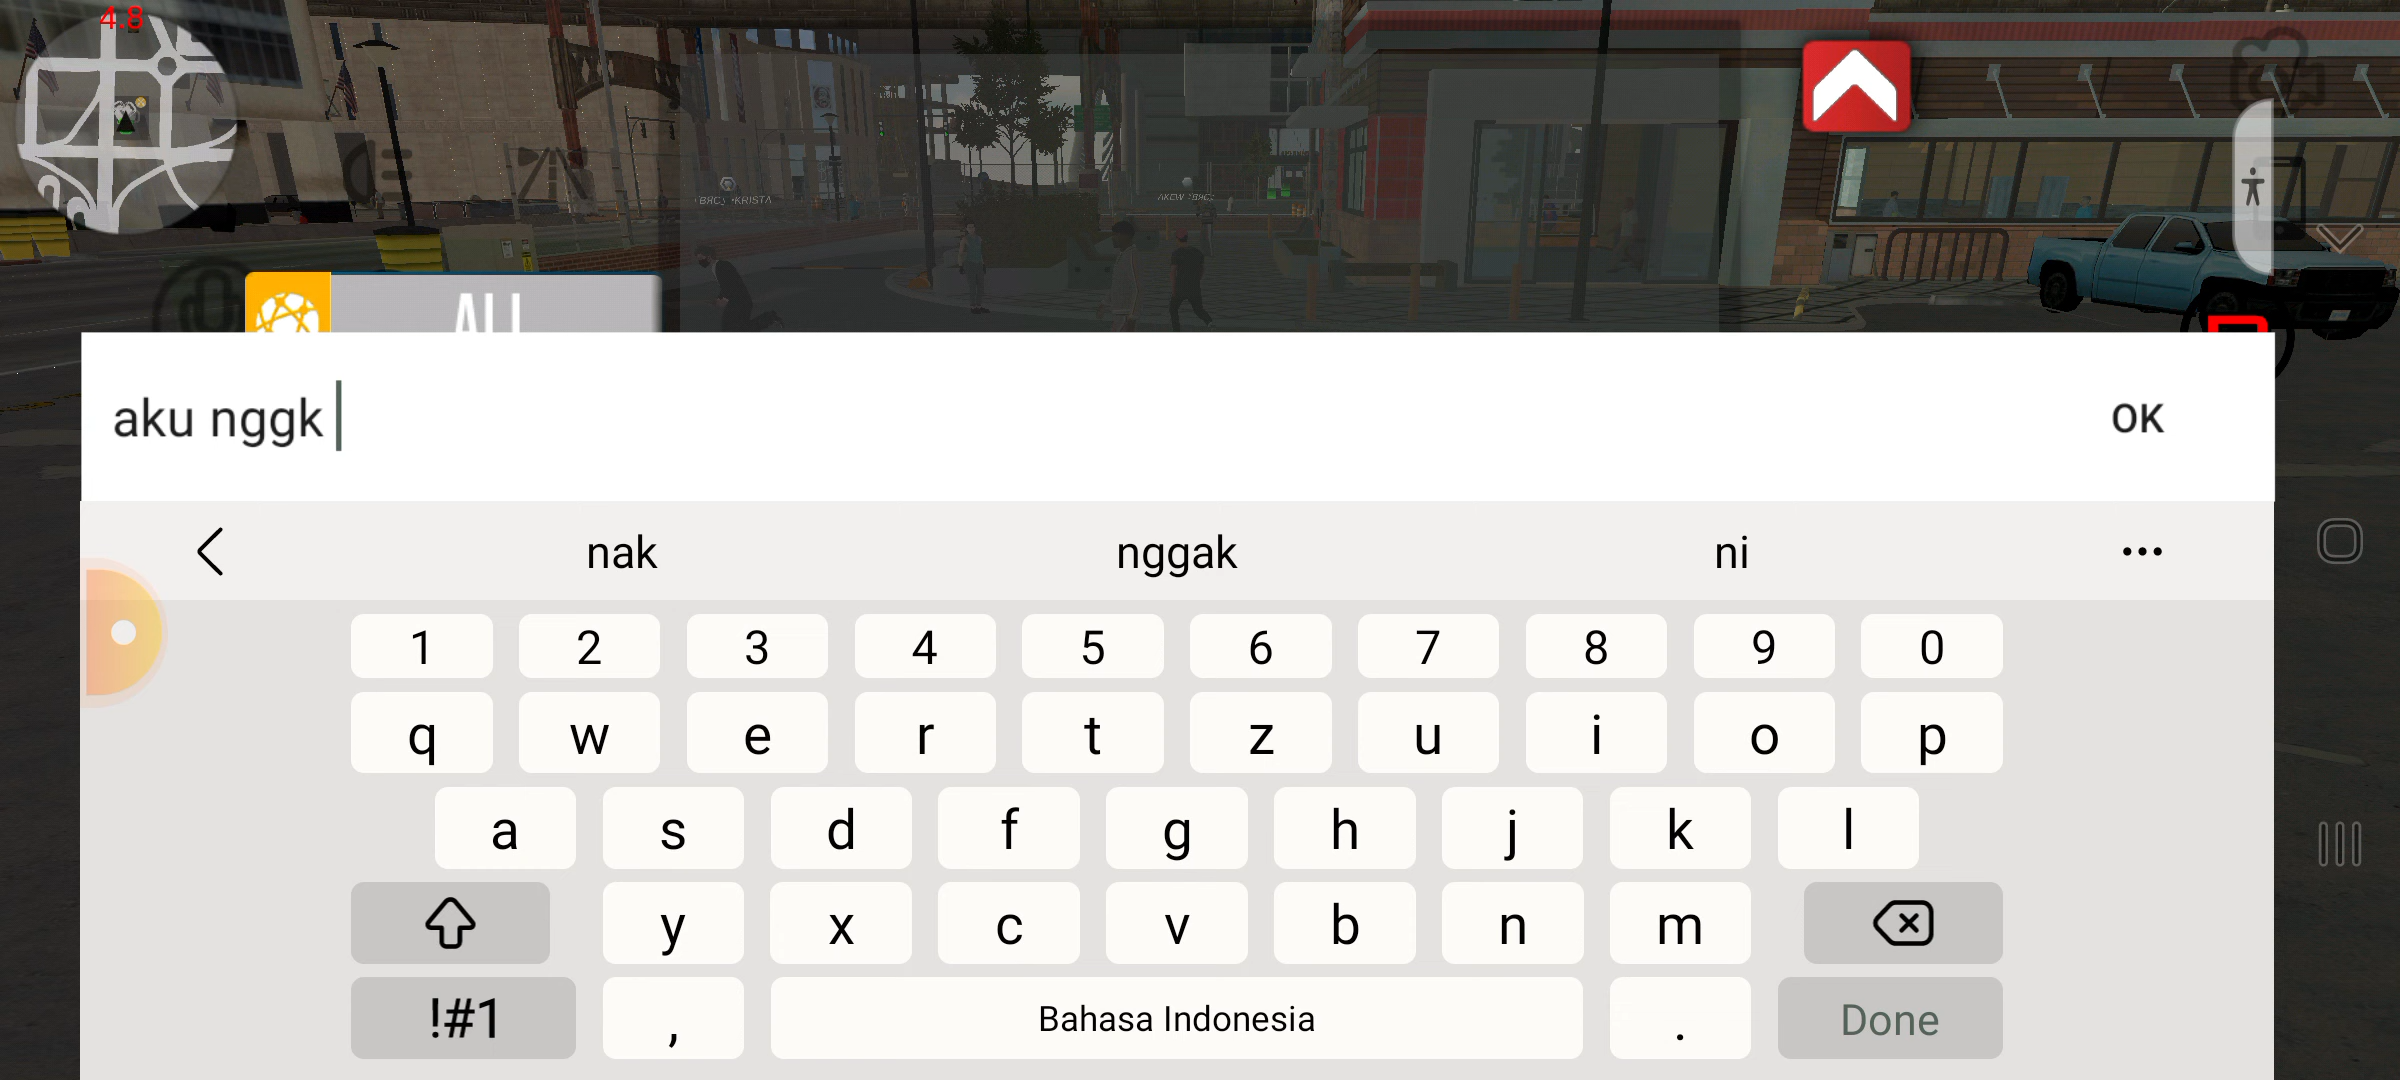 4.8
ALL
aku nggk
OK
nak nggak ni
1 2 3 4 5 6 7 8 9 0
q w e r t z u i o p
a s d f g h j k l
y x c v b n m
!#1 , Bahasa Indonesia . Done